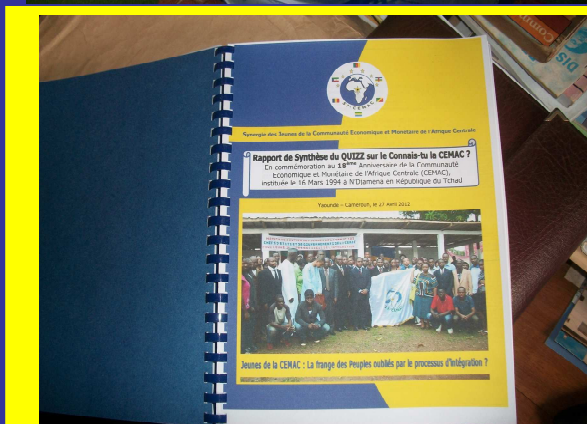 CEMAC
Synergie des Jeunes de la Communauté Economique et Monétaire de l'Afrique Centrale
Rapport de Synthèse du QUIZZ sur le Connais-tu la CEMAC ?
En commémoration au 18ème Anniversaire de la Communauté
Economique et Monétaire de l'Afrique Centrale (CEMAC),
instituée le 16 Mars 1994 à N'Djamena en République du Tchad
Yaoundé – Cameroun, le 27 Avril 2012
Jeunes de la CEMAC : La frange des Peuples oubliés par le processus d'intégration ?